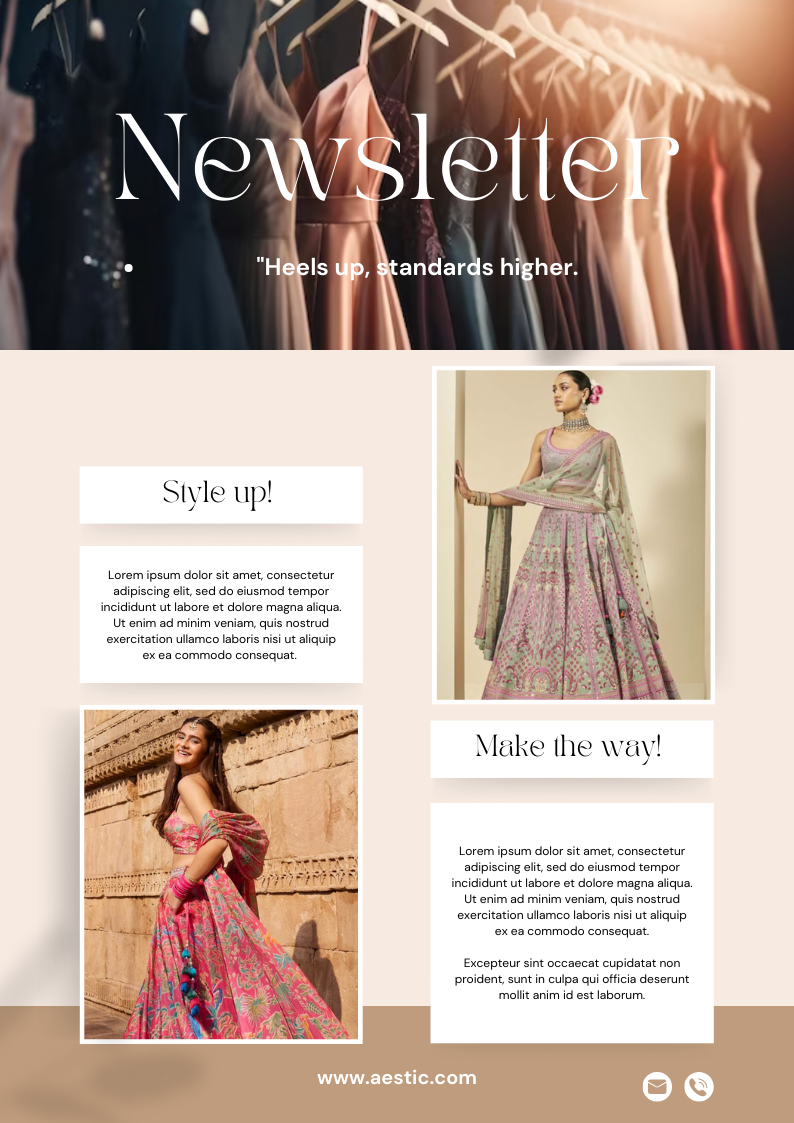 Newsletter
• "Heels up, standards higher.
Style up!
Lorem ipsum dolor sit amet, consectetur
adipiscing elit, sed do eiusmod tempor
incididunt ut labore et dolore magna aliqua.
Ut enim ad minim veniam, quis nostrud
exercitation ullamco laboris nisi ut aliquip
ex ea commodo consequat.
Make the way!
Lorem ipsum dolor sit amet, consectetur
adipiscing elit, sed do eiusmod tempor
incididunt ut labore et dolore magna aliqua.
Ut enim ad minim veniam, quis nostrud
exercitation ullamco laboris nisi ut aliquip
ex ea commodo consequat.
Excepteur sint occaecat cupidatat non
proident, sunt in culpa qui officia deserunt
mollit anim id est laborum.
www.aestic.com